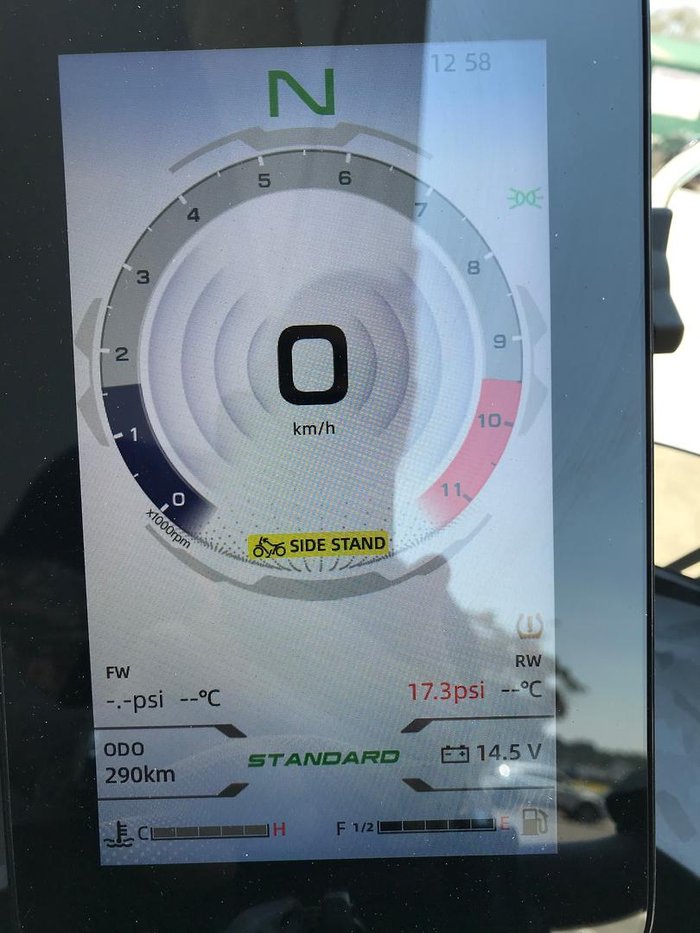 12 58
N
5
6
4
7
3
8
2
9
0
km/h
1
10
0
11
x1000rpm
SIDE STAND
FW
RW
-.-psi --°C
17.3psi --°C
ODO
290km
STANDARD
14.5 V
C
H
F 1/2
E